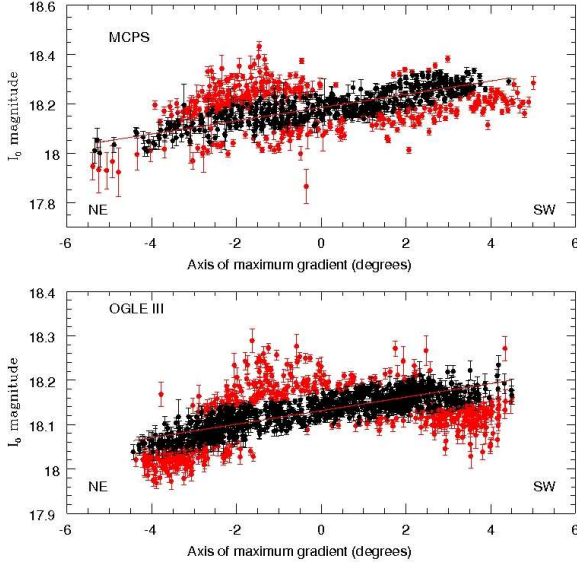 18.6
MCPS
18.4
18.2
18
17.8
I₀ magnitude
NE
SW
-6 -4 -2 0 2 4 6
Axis of maximum gradient (degrees)
18.4
OGLE III
18.3
18.2
18.1
18
17.9
I₀ magnitude
NE
SW
-6 -4 -2 0 2 4 6
Axis of maximum gradient (degrees)